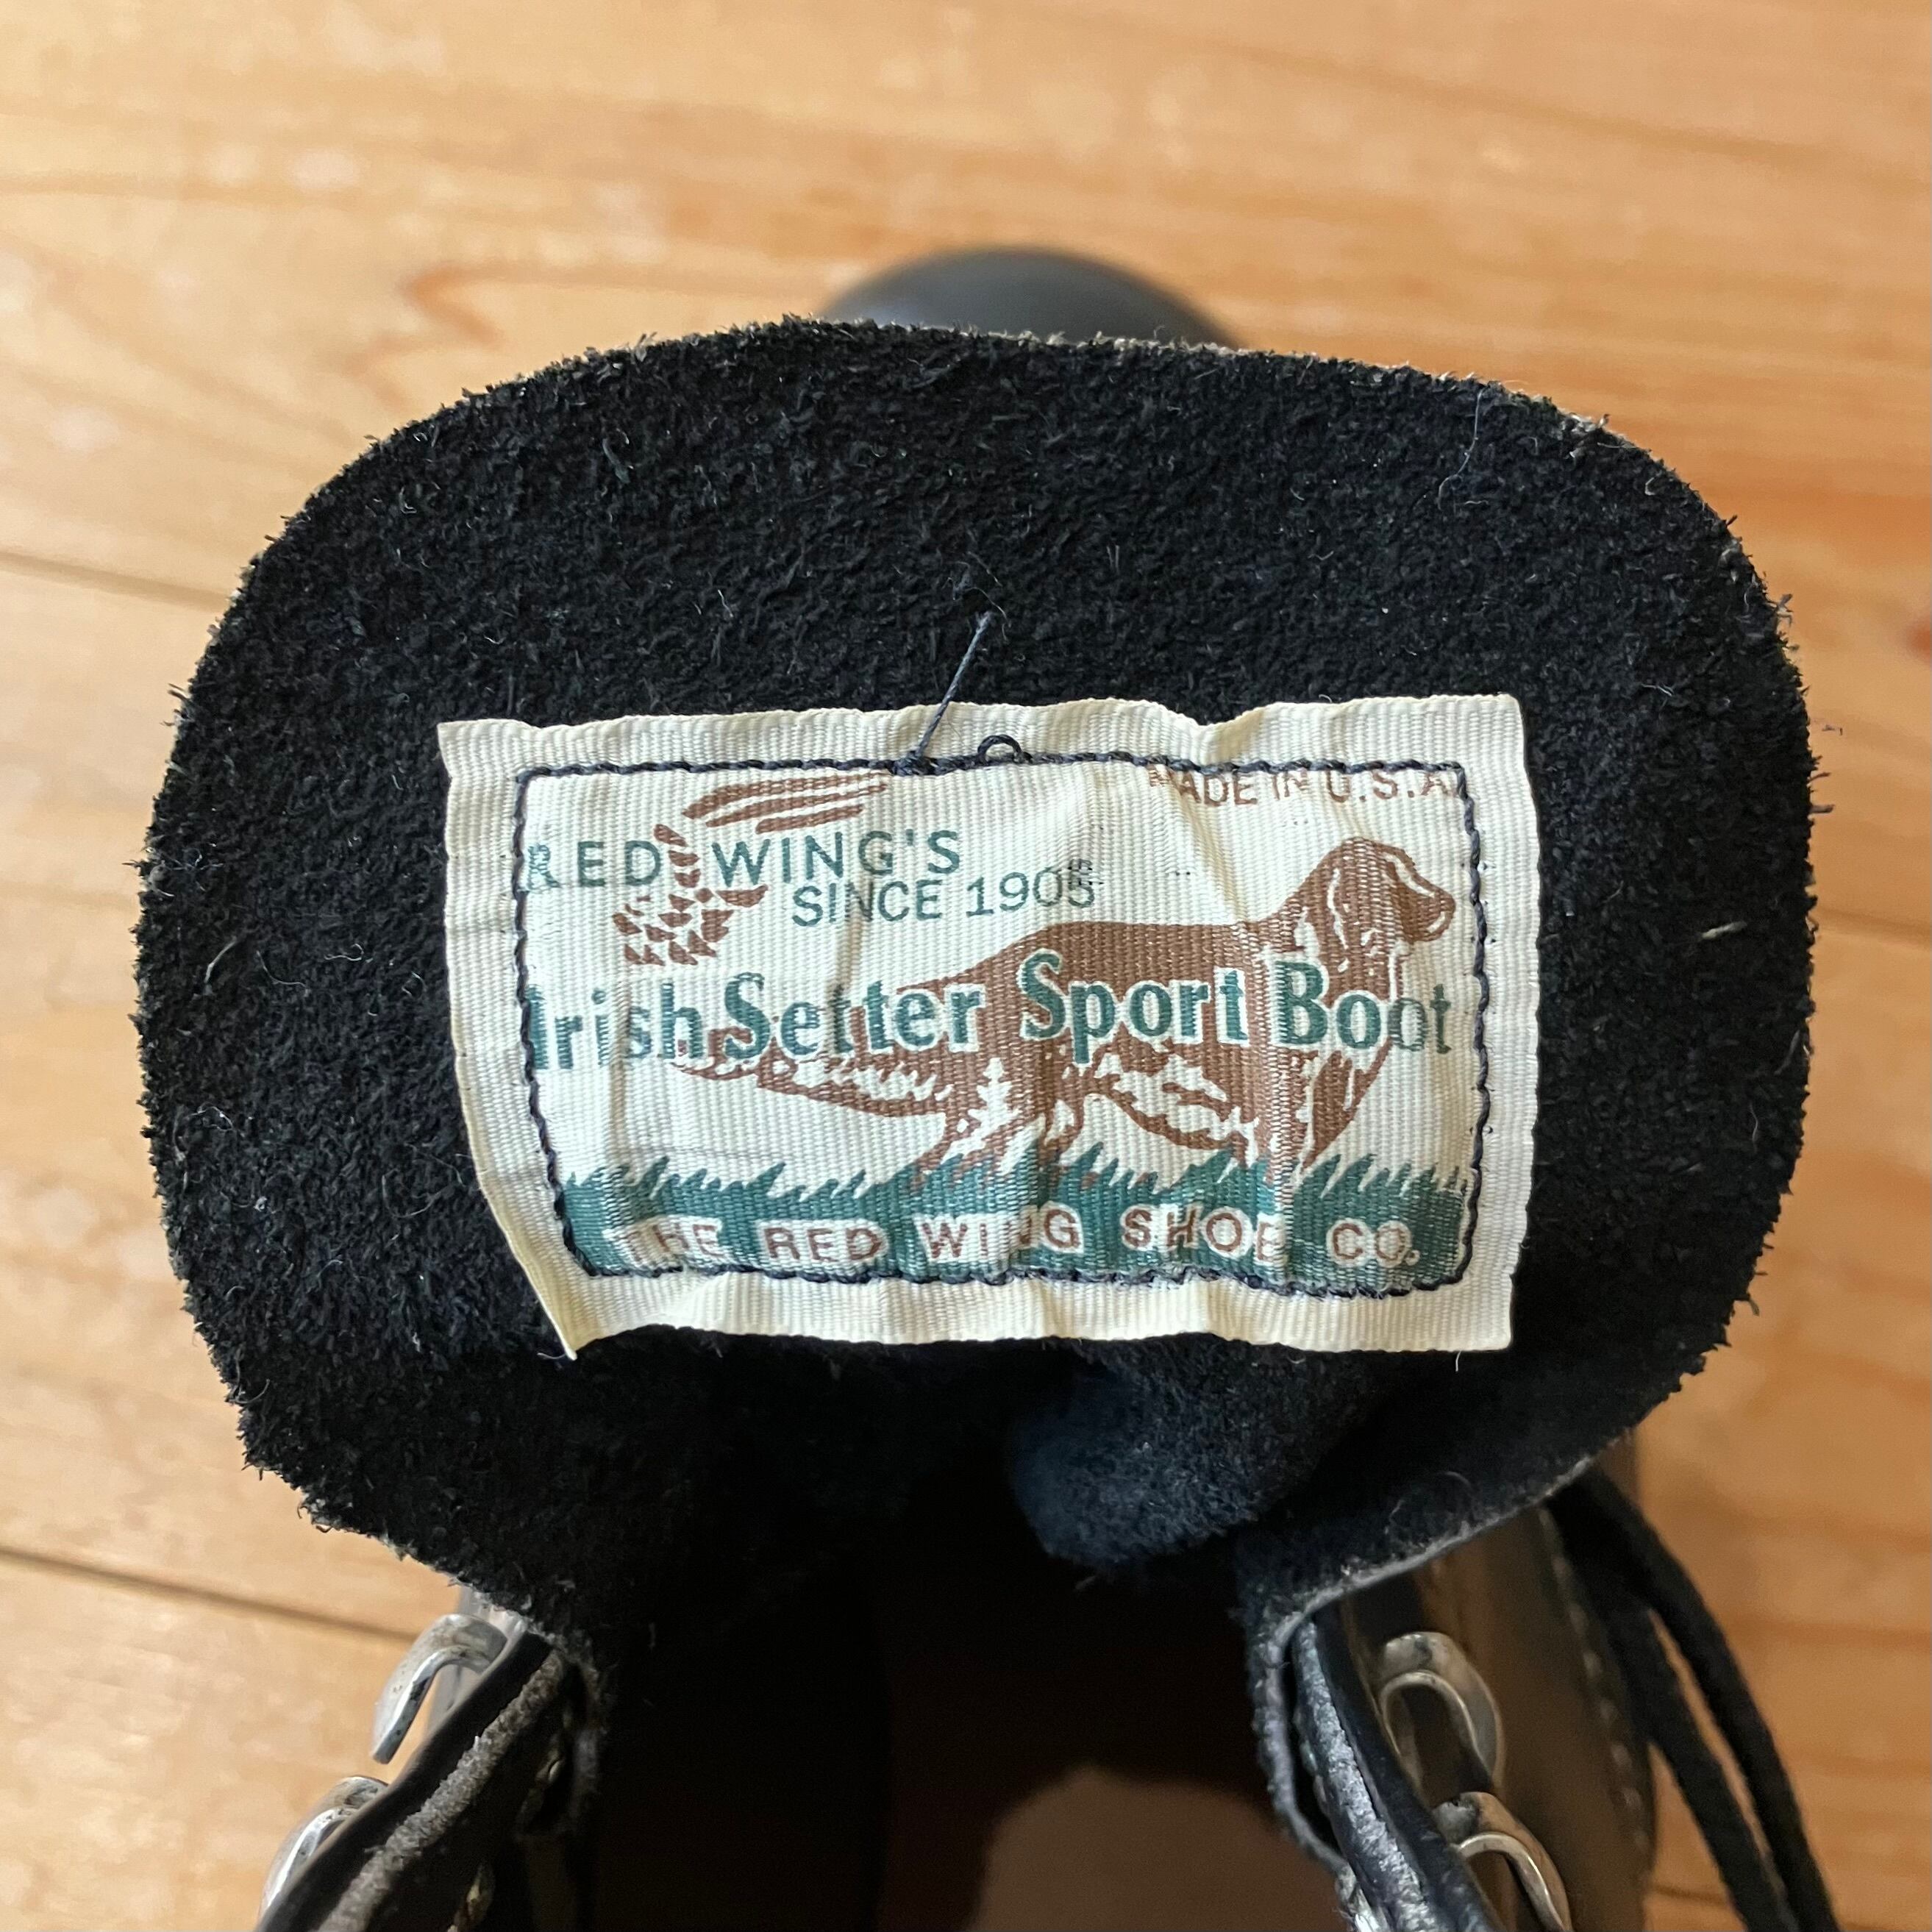 MADE IN U.S.A.
RED WING'S
SINCE 1905
Irish Setter Sport Boot
THE RED WING SHOE CO.